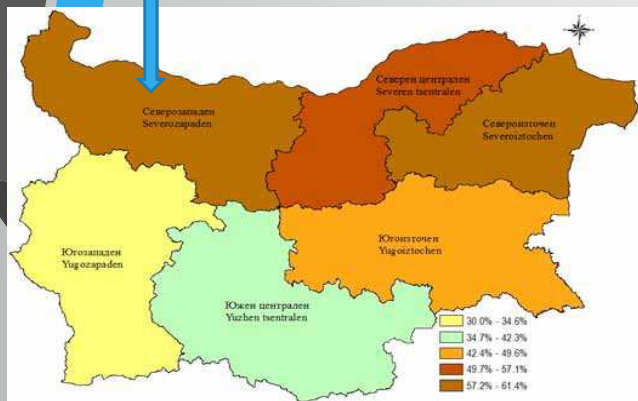 Северозападен
Severozapaden
Северен централен
Severen tsentralen
Североизточен
Severoiztochen
Югозападен
Yugozapaden
Южен централен
Yuzhen tsentralen
Югоизточен
Yugoiztochen
30.0% - 34.6%
34.7% - 42.3%
42.4% - 49.6%
49.7% - 57.1%
57.2% - 61.4%